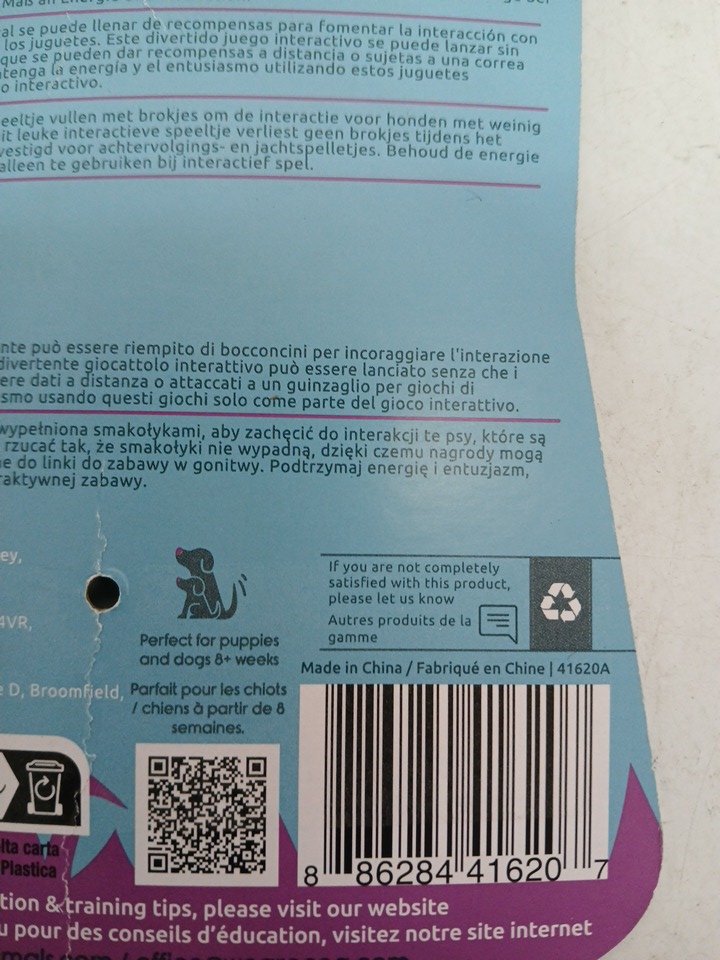 al se puede llenar de recompensas para fomentar la interacción con
los juguetes. Este divertido juego interactivo se puede lanzar sin
que se pueden dar recompensas a distancia o sujetas a una correa
tenga la energía y el entusiasmo utilizando estos juguetes
o interactivo.
eeltje vullen met brokjes om de interactie voor honden met weinig
it leuke interactieve speeltje verliest geen brokjes tijdens het
vestigd voor achtervolgings- en jachtspelletjes. Behoud de energie
alleen te gebruiken bij interactief spel.
nte può essere riempito di bocconcini per incoraggiare l'interazione
divertente giocattolo interattivo può essere lanciato senza che i
ere dati a distanza o attaccati a un guinzaglio per giochi di
smo usando questi giochi solo come parte del gioco interattivo.
wypełniona smakołykami, aby zachęcić do interakcji te psy, które są
rzucać tak, że smakołyki nie wypadną, dzięki czemu nagrody mogą
ne do linki do zabawy w gonitwy. Podtrzymaj energię i entuzjazm,
raktywnej zabawy.
ey,
4VR,
e D, Broomfield,
Perfect for puppies
and dogs 8+ weeks
Parfait pour les chiots
/ chiens à partir de 8
semaines.
If you are not completely
satisfied with this product,
please let us know
Autres produits de la
gamme
Made in China / Fabriqué en Chine | 41620A
8 86284 41620 7
lta carta
Plastica
tion & training tips, please visit our website
u pour des conseils d'éducation, visitez notre site internet